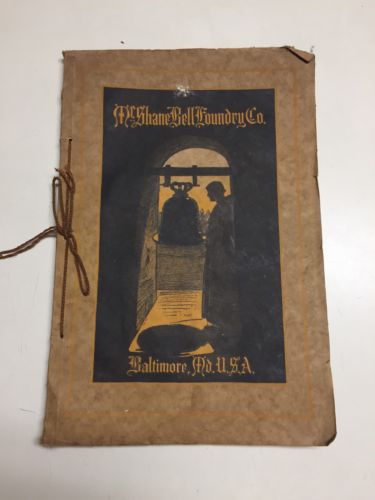 McShane Bell Foundry Co.
Baltimore, Md. U.S.A.